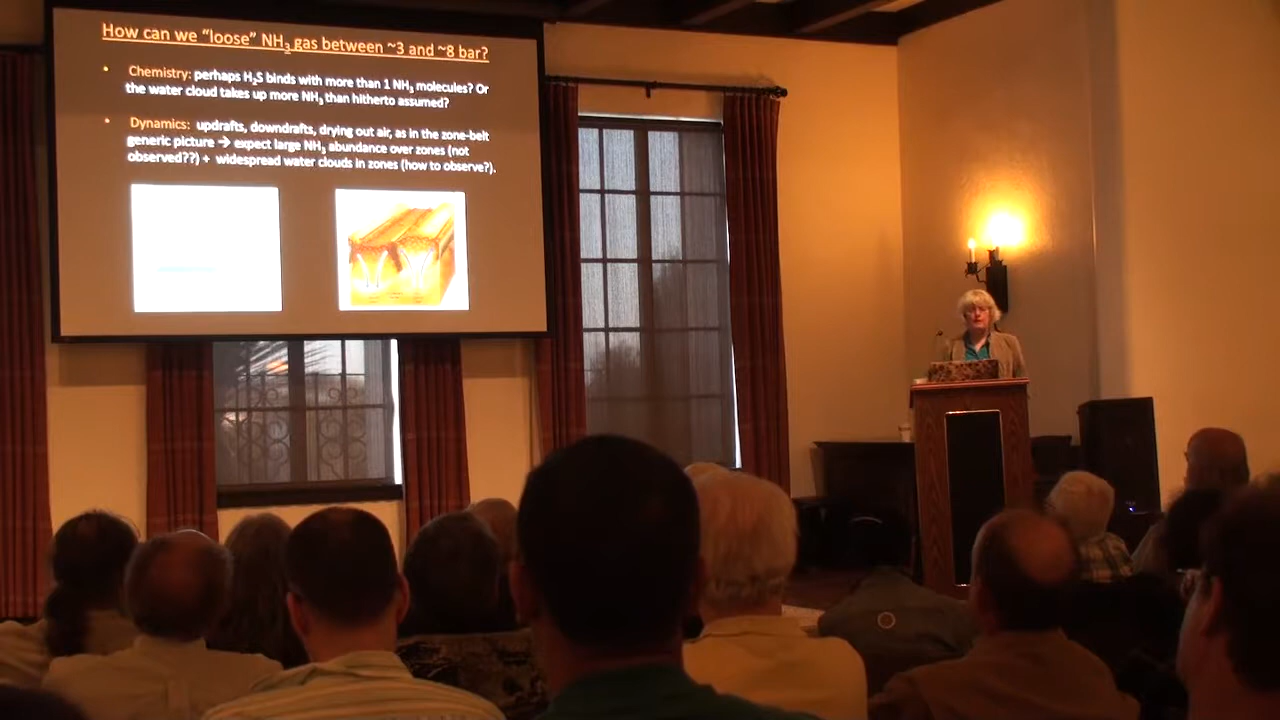 How can we “loose” NH₃ gas between ~3 and ~8 bar?
• Chemistry: perhaps H₂S binds with more than 1 NH₃ molecules? Or
the water cloud takes up more NH₃ than hitherto assumed?
• Dynamics: updrafts, downdrafts, drying out air, as in the zone-belt
generic picture → expect large NH₃ abundance over zones (not
observed??) + widespread water clouds in zones (how to observe?).